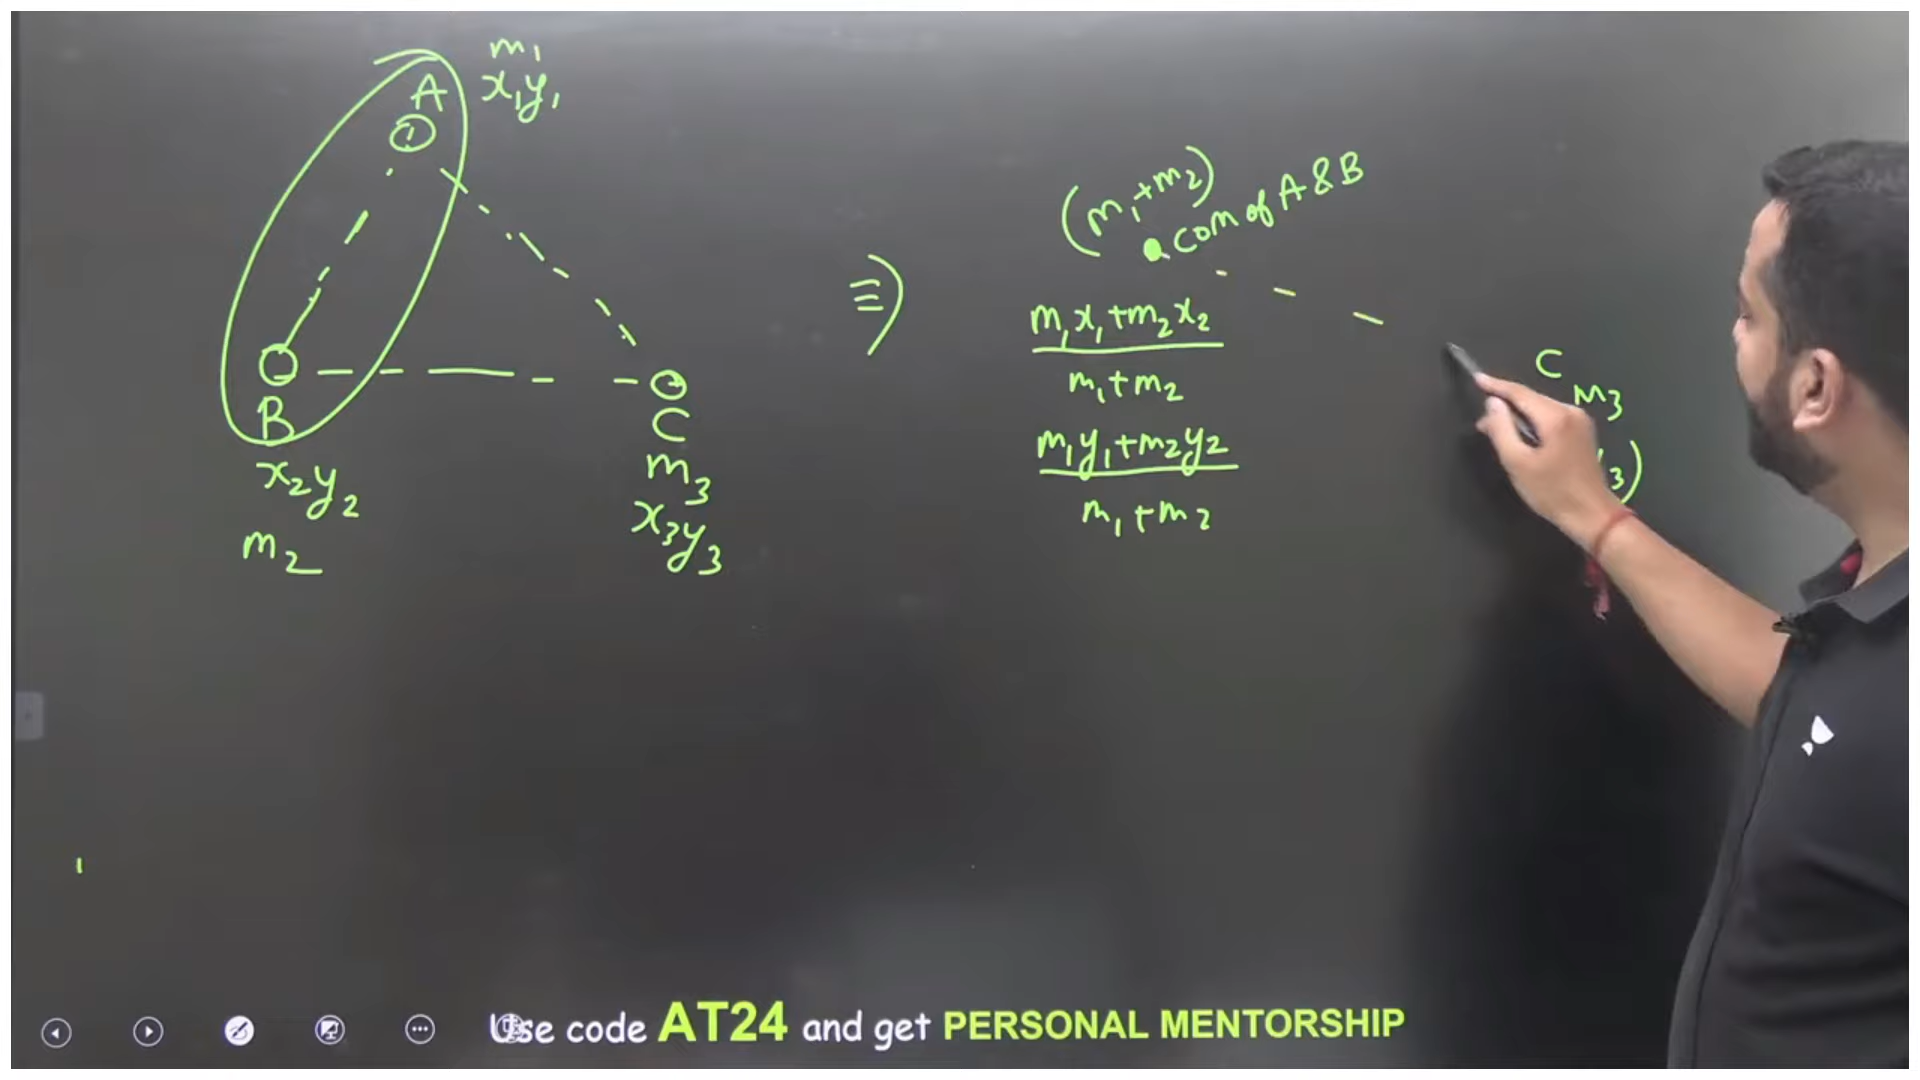 m₁
A x₁y₁
B
x₂y₂
m₂
C
m₃
x₃y₃
≡)
(m₁+m₂)
COM of A & B
m₁x₁+m₂x₂
m₁+m₂
m₁y₁+m₂y₂
m₁+m₂
C
m₃
₃)
Use code AT24 and get PERSONAL MENTORSHIP